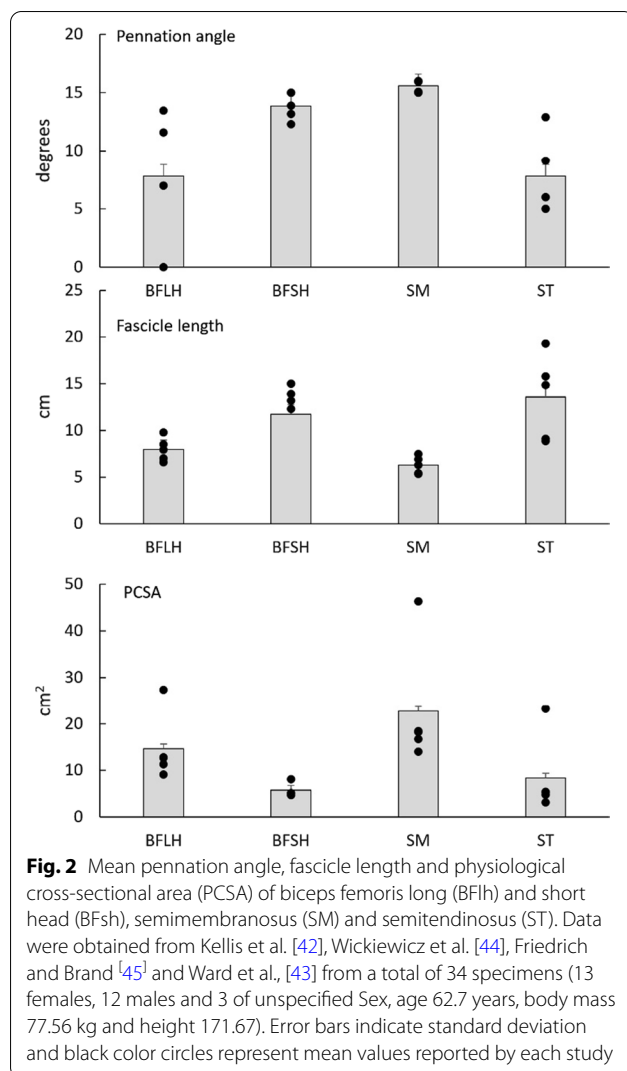 20
Pennation angle
15
degrees
10
5
0
BFLH BFSH SM ST
25
Fascicle length
20
15
cm
10
5
0
BFLH BFSH SM ST
50
PCSA
40
30
cm²
20
10
0
BFLH BFSH SM ST
Fig. 2 Mean pennation angle, fascicle length and physiological
cross-sectional area (PCSA) of biceps femoris long (BFlh) and short
head (BFsh), semimembranosus (SM) and semitendinosus (ST). Data
were obtained from Kellis et al. [42], Wickiewicz et al. [44], Friedrich
and Brand [45] and Ward et al., [43] from a total of 34 specimens (13
females, 12 males and 3 of unspecified Sex, age 62.7 years, body mass
77.56 kg and height 171.67). Error bars indicate standard deviation
and black color circles represent mean values reported by each study